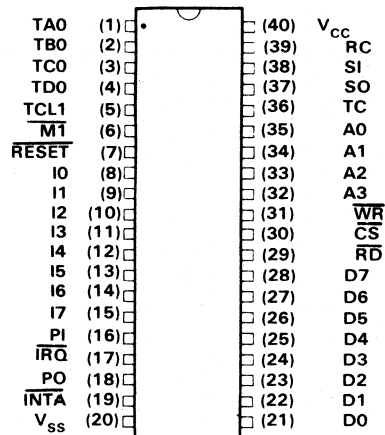 TA0 (1) (40) VCC
TB0 (2) (39) RC
TC0 (3) (38) SI
TD0 (4) (37) SO
TCL1 (5) (36) TC
M1 (6) (35) A0
RESET (7) (34) A1
I0 (8) (33) A2
I1 (9) (32) A3
I2 (10) (31) WR
I3 (11) (30) CS
I4 (12) (29) RD
I5 (13) (28) D7
I6 (14) (27) D6
I7 (15) (26) D5
PI (16) (25) D4
IRQ (17) (24) D3
PO (18) (23) D2
INTA (19) (22) D1
VSS (20) (21) D0